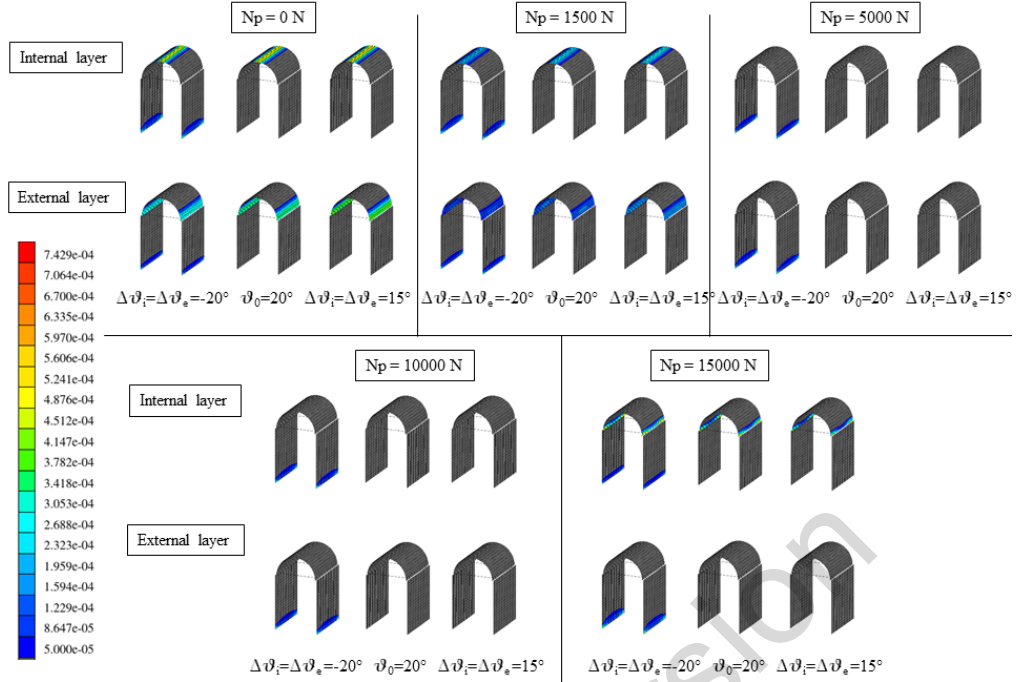 Np = 0 N
Np = 1500 N
Np = 5000 N
Internal layer
External layer
Δϑi=Δϑe=-20° ϑ0=20° Δϑi=Δϑe=15°
Δϑi=Δϑe=-20° ϑ0=20° Δϑi=Δϑe=15°
Δϑi=Δϑe=-20° ϑ0=20° Δϑi=Δϑe=15°
7.429e-04
7.064e-04
6.700e-04
6.335e-04
5.970e-04
5.606e-04
5.241e-04
4.876e-04
4.512e-04
4.147e-04
3.782e-04
3.418e-04
3.053e-04
2.688e-04
2.323e-04
1.959e-04
1.594e-04
1.229e-04
8.647e-05
5.000e-05
Np = 10000 N
Np = 15000 N
Internal layer
External layer
Δϑi=Δϑe=-20° ϑ0=20° Δϑi=Δϑe=15°
Δϑi=Δϑe=-20° ϑ0=20° Δϑi=Δϑe=15°